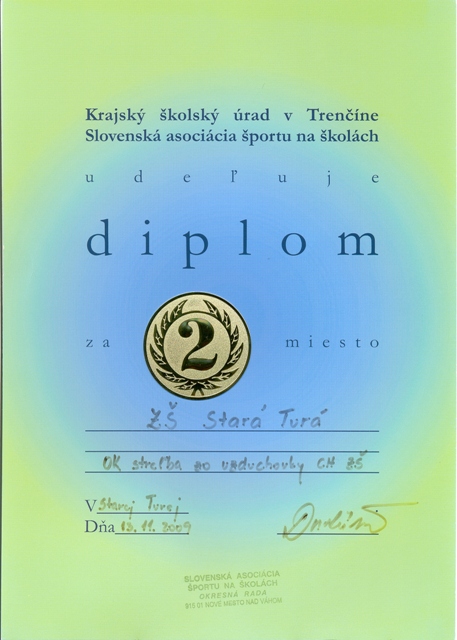 Krajský školský úrad v Trenčíne
Slovenská asociácia športu na školách
udeľuje
diplom
za 2 miesto
ZŠ Stará Turá
OK streľba zo vzduchovky CH ZŠ
V Starej Turej
Dňa 12.11.2009
SLOVENSKÁ ASOCIÁCIA
ŠPORTU NA ŠKOLÁCH
OKRESNÁ RADA
915 01 NOVÉ MESTO NAD VÁHOM